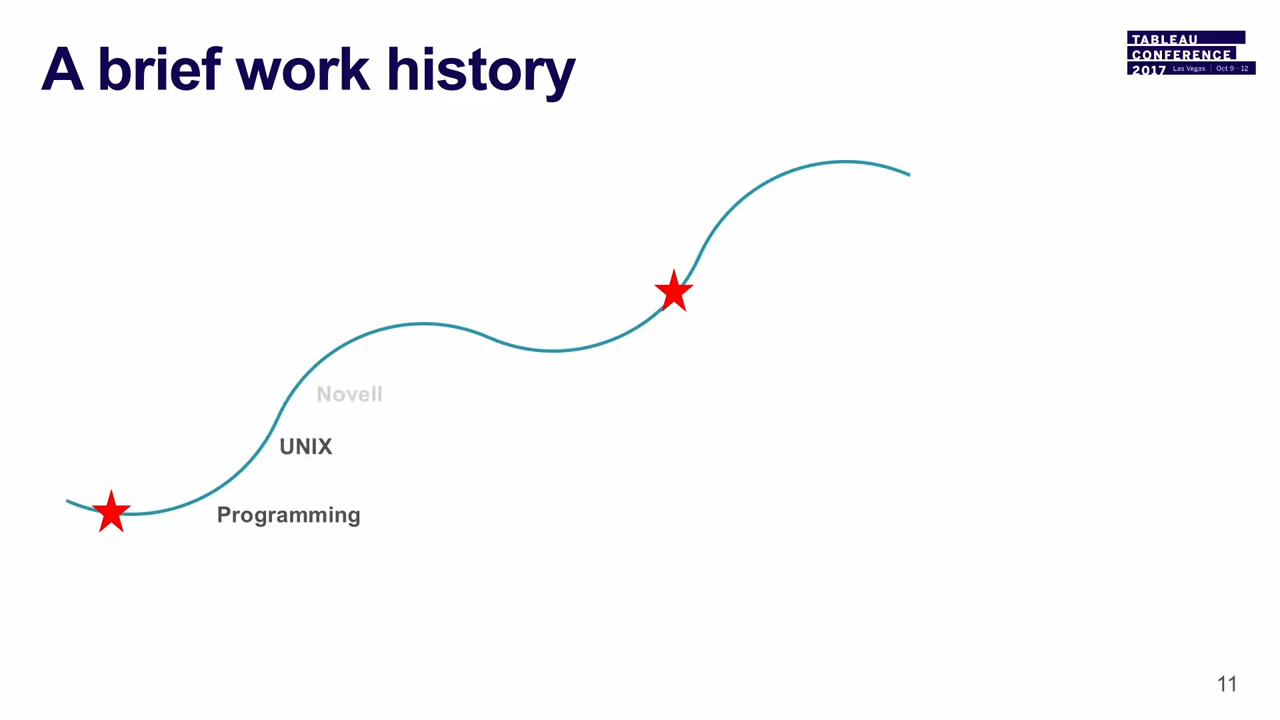 A brief work history
TABLEAU
CONFERENCE
2017 Las Vegas | Oct 9 - 12
Novell
UNIX
Programming
11